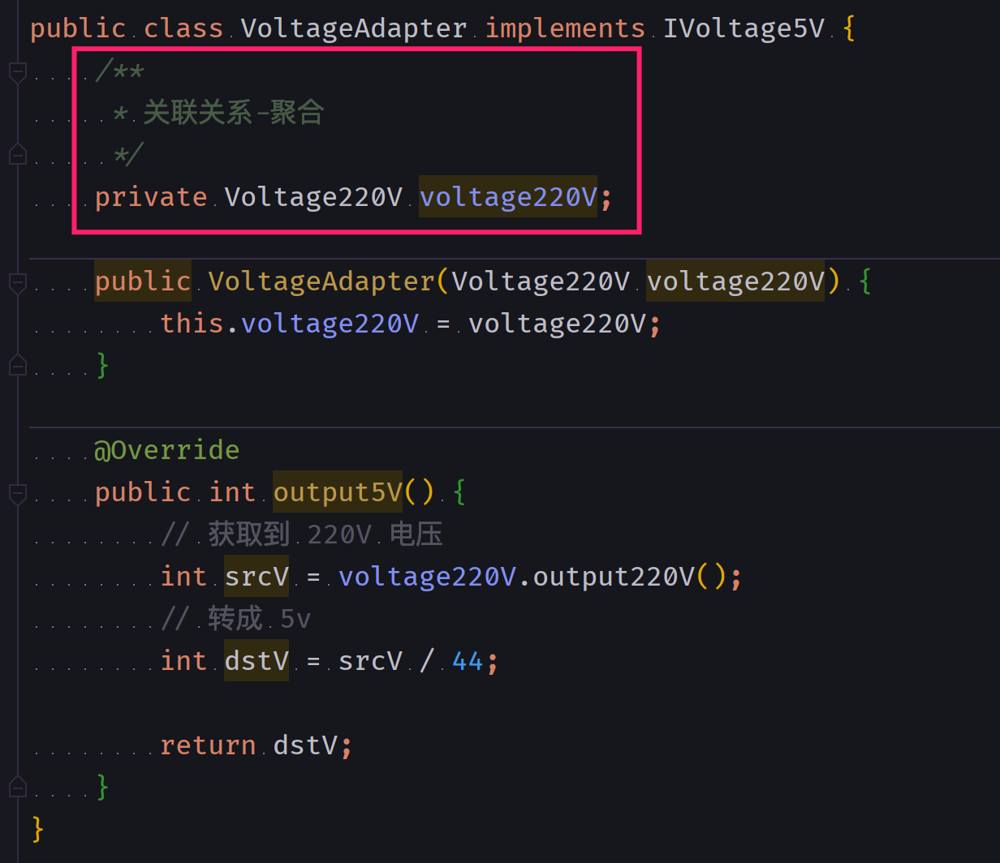 public class VoltageAdapter implements IVoltage5V {
/**
* 关联关系-聚合
*/
private Voltage220V voltage220V;
public VoltageAdapter(Voltage220V voltage220V) {
this.voltage220V = voltage220V;
}
@Override
public int output5V() {
// 获取到 220V 电压
int srcV = voltage220V.output220V();
// 转成 5v
int dstV = srcV / 44;
return dstV;
}
}